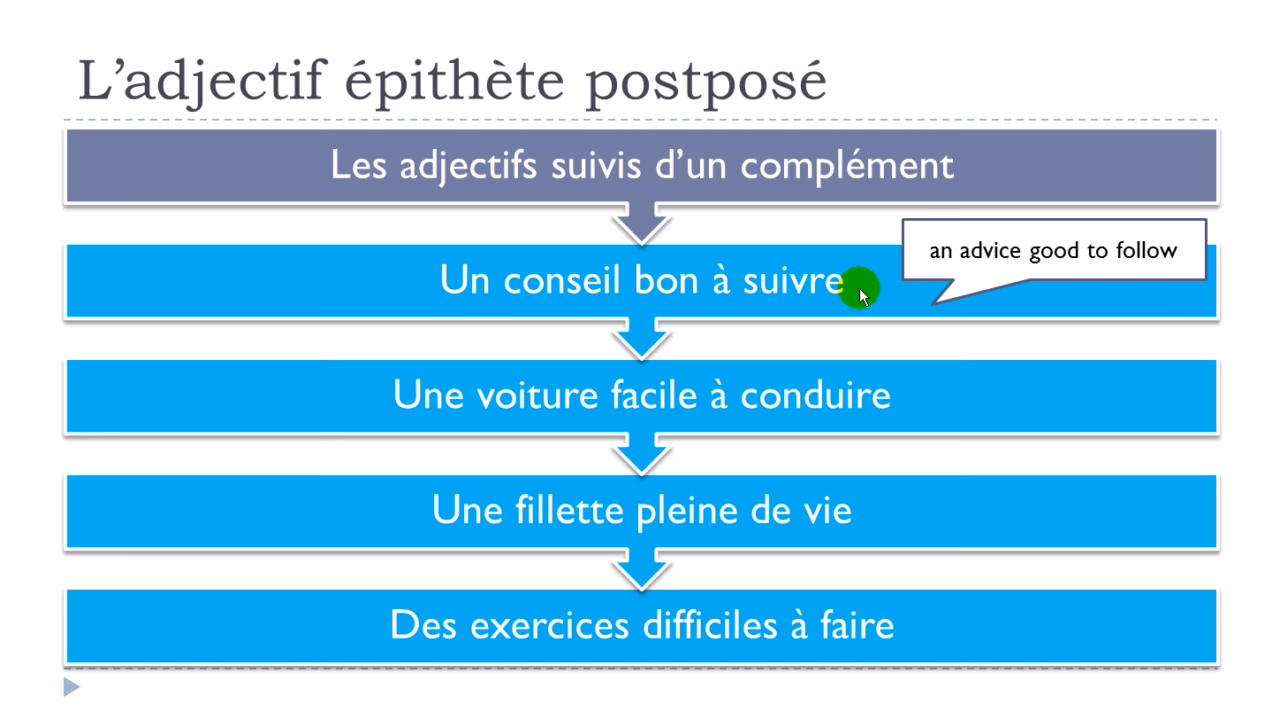 L’adjectif épithète postposé
Les adjectifs suivis d’un complément
an advice good to follow
Un conseil bon à suivre
Une voiture facile à conduire
Une fillette pleine de vie
Des exercices difficiles à faire